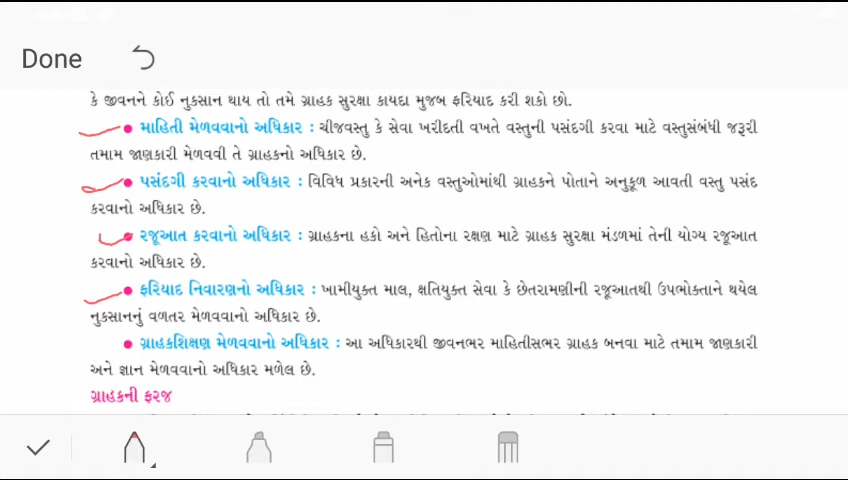 Done
કે જીવનને કોઈ નુકસાન થાય તો તમે ગ્રાહક સુરક્ષા કાયદા મુજબ ફરિયાદ કરી શકો છો.
● માહિતી મેળવવાનો અધિકાર : ચીજવસ્તુ કે સેવા ખરીદતી વખતે વસ્તુની પસંદગી કરવા માટે વસ્તુસંબંધી જરૂરી
તમામ જાણકારી મેળવવી તે ગ્રાહકનો અધિકાર છે.
● પસંદગી કરવાનો અધિકાર : વિવિધ પ્રકારની અનેક વસ્તુઓમાંથી ગ્રાહકને પોતાને અનુકૂળ આવતી વસ્તુ પસંદ
કરવાનો અધિકાર છે.
● રજૂઆત કરવાનો અધિકાર : ગ્રાહકના હકો અને હિતોના રક્ષણ માટે ગ્રાહક સુરક્ષા મંડળમાં તેની યોગ્ય રજૂઆત
કરવાનો અધિકાર છે.
● ફરિયાદ નિવારણનો અધિકાર : ખામીયુક્ત માલ, ક્ષતિયુક્ત સેવા કે છેતરામણીની રજૂઆતથી ઉપભોક્તાને થયેલ
નુકસાનનું વળતર મેળવવાનો અધિકાર છે.
● ગ્રાહકશિક્ષણ મેળવવાનો અધિકાર : આ અધિકારથી જીવનભર માહિતીસભર ગ્રાહક બનવા માટે તમામ જાણકારી
અને જ્ઞાન મેળવવાનો અધિકાર મળેલ છે.
ગ્રાહકની ફરજ